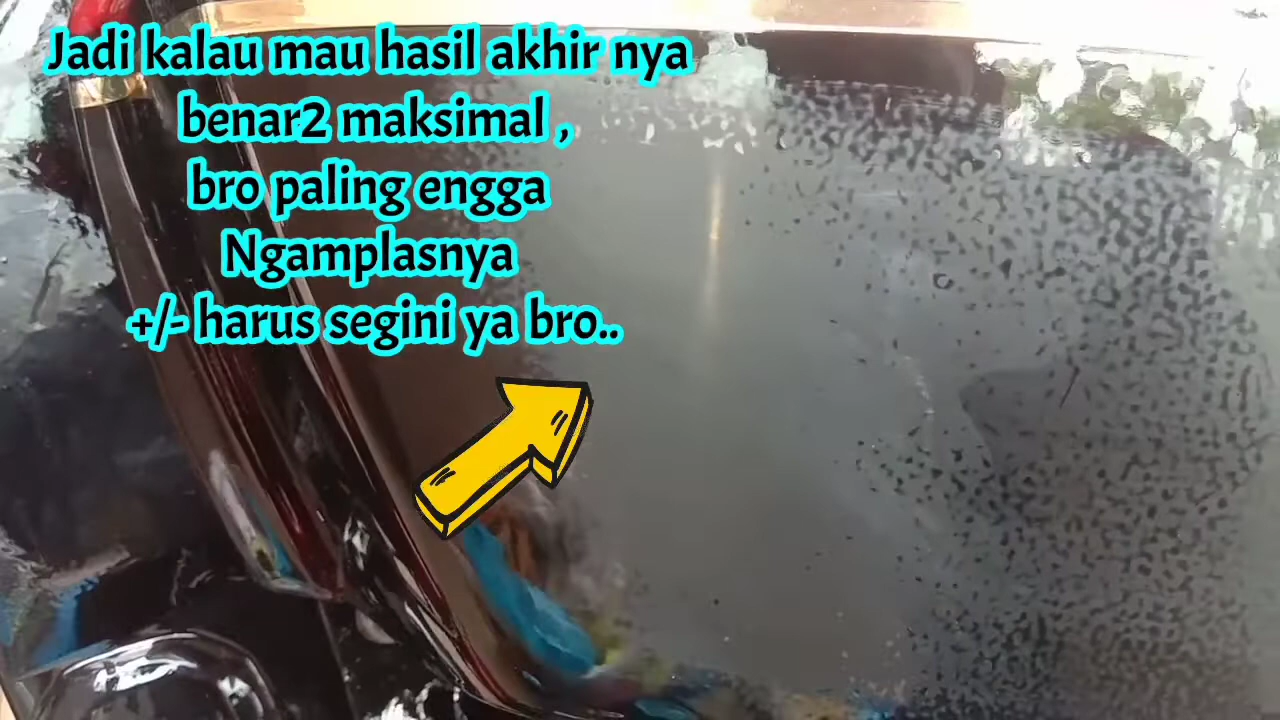 Jadi kalau mau hasil akhir nya
benar2 maksimal ,
bro paling engga
Ngamplasnya
+/- harus segini ya bro..